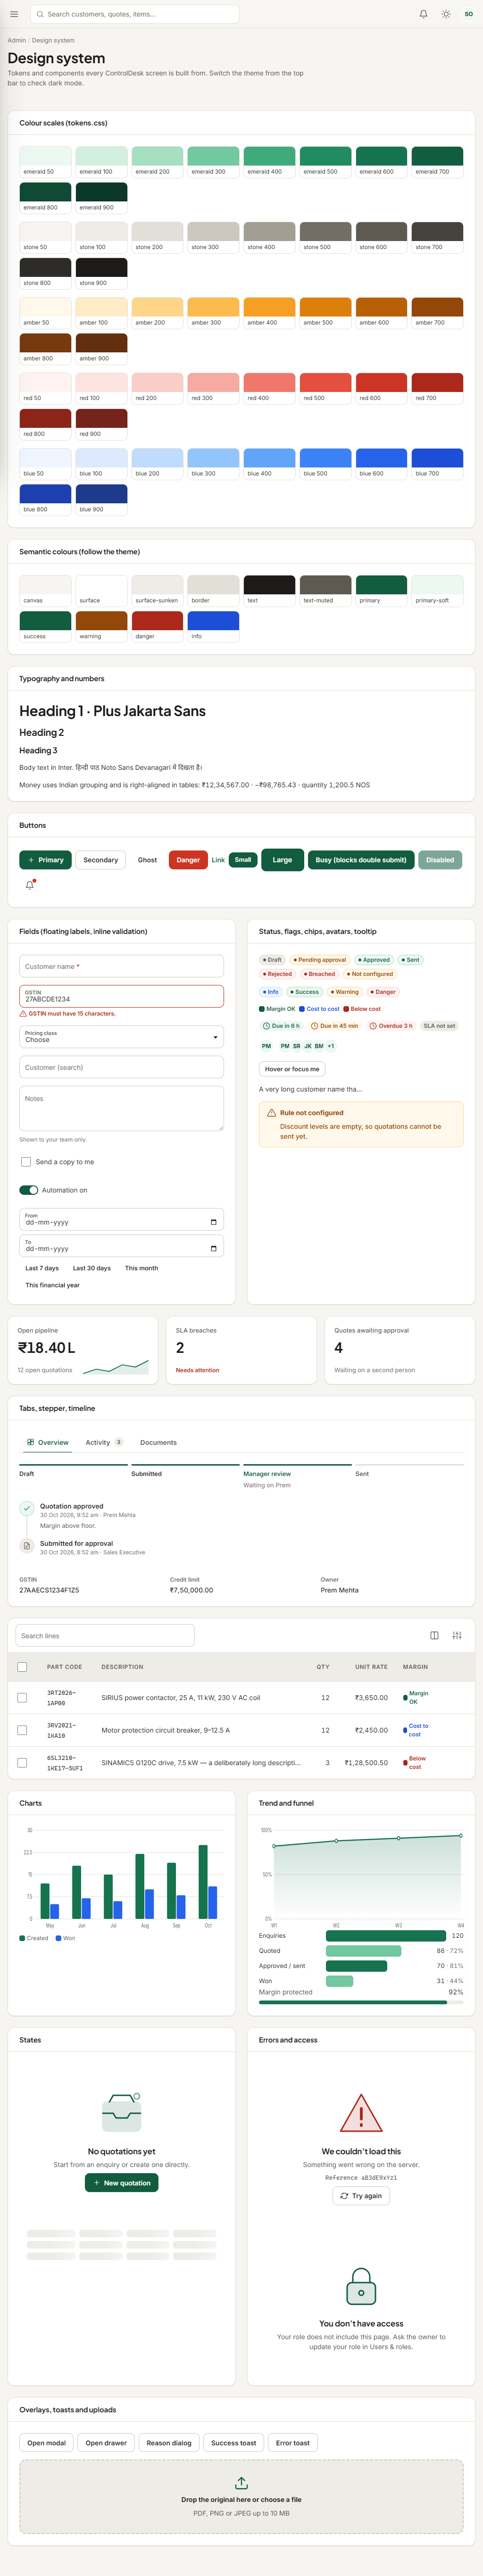 Search customers, quotes, items...
SO
Admin / Design system
Design system
Tokens and components every ControlDesk screen is built from. Switch the theme from the top
bar to check dark mode.
Colour scales (tokens.css)
emerald 50
emerald 100
emerald 200
emerald 300
emerald 400
emerald 500
emerald 600
emerald 700
emerald 800
emerald 900
stone 50
stone 100
stone 200
stone 300
stone 400
stone 500
stone 600
stone 700
stone 800
stone 900
amber 50
amber 100
amber 200
amber 300
amber 400
amber 500
amber 600
amber 700
amber 800
amber 900
red 50
red 100
red 200
red 300
red 400
red 500
red 600
red 700
red 800
red 900
blue 50
blue 100
blue 200
blue 300
blue 400
blue 500
blue 600
blue 700
blue 800
blue 900
Semantic colours (follow the theme)
canvas
surface
surface-sunken
border
text
text-muted
primary
primary-soft
success
warning
danger
info
Typography and numbers
Heading 1 · Plus Jakarta Sans
Heading 2
Heading 3
Body text in Inter. हिन्दी पाठ Noto Sans Devanagari में दिखता है।
Money uses Indian grouping and is right-aligned in tables: ₹12,34,567.00 · −₹98,765.43 · quantity 1,200.5 NOS
Buttons
+ Primary
Secondary
Ghost
Danger
Link
Small
Large
Busy (blocks double submit)
Disabled
Fields (floating labels, inline validation)
Customer name *
GSTIN
27ABCDE1234
GSTIN must have 15 characters.
Pricing class
Choose
Customer (search)
Notes
Shown to your team only.
Send a copy to me
Automation on
From
dd-mm-yyyy
To
dd-mm-yyyy
Last 7 days
Last 30 days
This month
This financial year
Status, flags, chips, avatars, tooltip
Draft
Pending approval
Approved
Sent
Rejected
Breached
Not configured
Info
Success
Warning
Danger
Margin OK
Cost to cost
Below cost
Due in 6 h
Due in 45 min
Overdue 3 h
SLA not set
PM
PM SR JK BM +1
Hover or focus me
A very long customer name tha…
Rule not configured
Discount levels are empty, so quotations cannot be
sent yet.
Open pipeline
₹18.40 L
12 open quotations
SLA breaches
2
Needs attention
Quotes awaiting approval
4
Waiting on a second person
Tabs, stepper, timeline
Overview
Activity 3
Documents
Draft
Submitted
Manager review
Waiting on Prem
Sent
Quotation approved
30 Oct 2026, 9:52 am · Prem Mehta
Margin above floor.
Submitted for approval
30 Oct 2026, 8:52 am · Sales Executive
GSTIN
27AAECS1234F1Z5
Credit limit
₹7,50,000.00
Owner
Prem Mehta
Search lines
PART CODE
DESCRIPTION
QTY
UNIT RATE
MARGIN
3RT2026-
1AP00
SIRIUS power contactor, 25 A, 11 kW, 230 V AC coil
12
₹3,650.00
Margin
OK
3RV2021-
1KA10
Motor protection circuit breaker, 9–12.5 A
12
₹2,450.00
Cost to
cost
6SL3210-
1KE17-5UF1
SINAMICS G120C drive, 7.5 kW — a deliberately long descripti…
3
₹1,28,500.50
Below
cost
Charts
30
22.5
15
7.5
0
May
Jun
Jul
Aug
Sep
Oct
Created
Won
Trend and funnel
100%
50%
0%
W1
W2
W3
W4
Enquiries
120
Quoted
86 · 72%
Approved / sent
70 · 81%
Won
31 · 44%
Margin protected
92%
States
No quotations yet
Start from an enquiry or create one directly.
+ New quotation
Errors and access
We couldn't load this
Something went wrong on the server.
Reference aB3dE9xYz1
Try again
You don't have access
Your role does not include this page. Ask the owner to
update your role in Users & roles.
Overlays, toasts and uploads
Open modal
Open drawer
Reason dialog
Success toast
Error toast
Drop the original here or choose a file
PDF, PNG or JPEG up to 10 MB